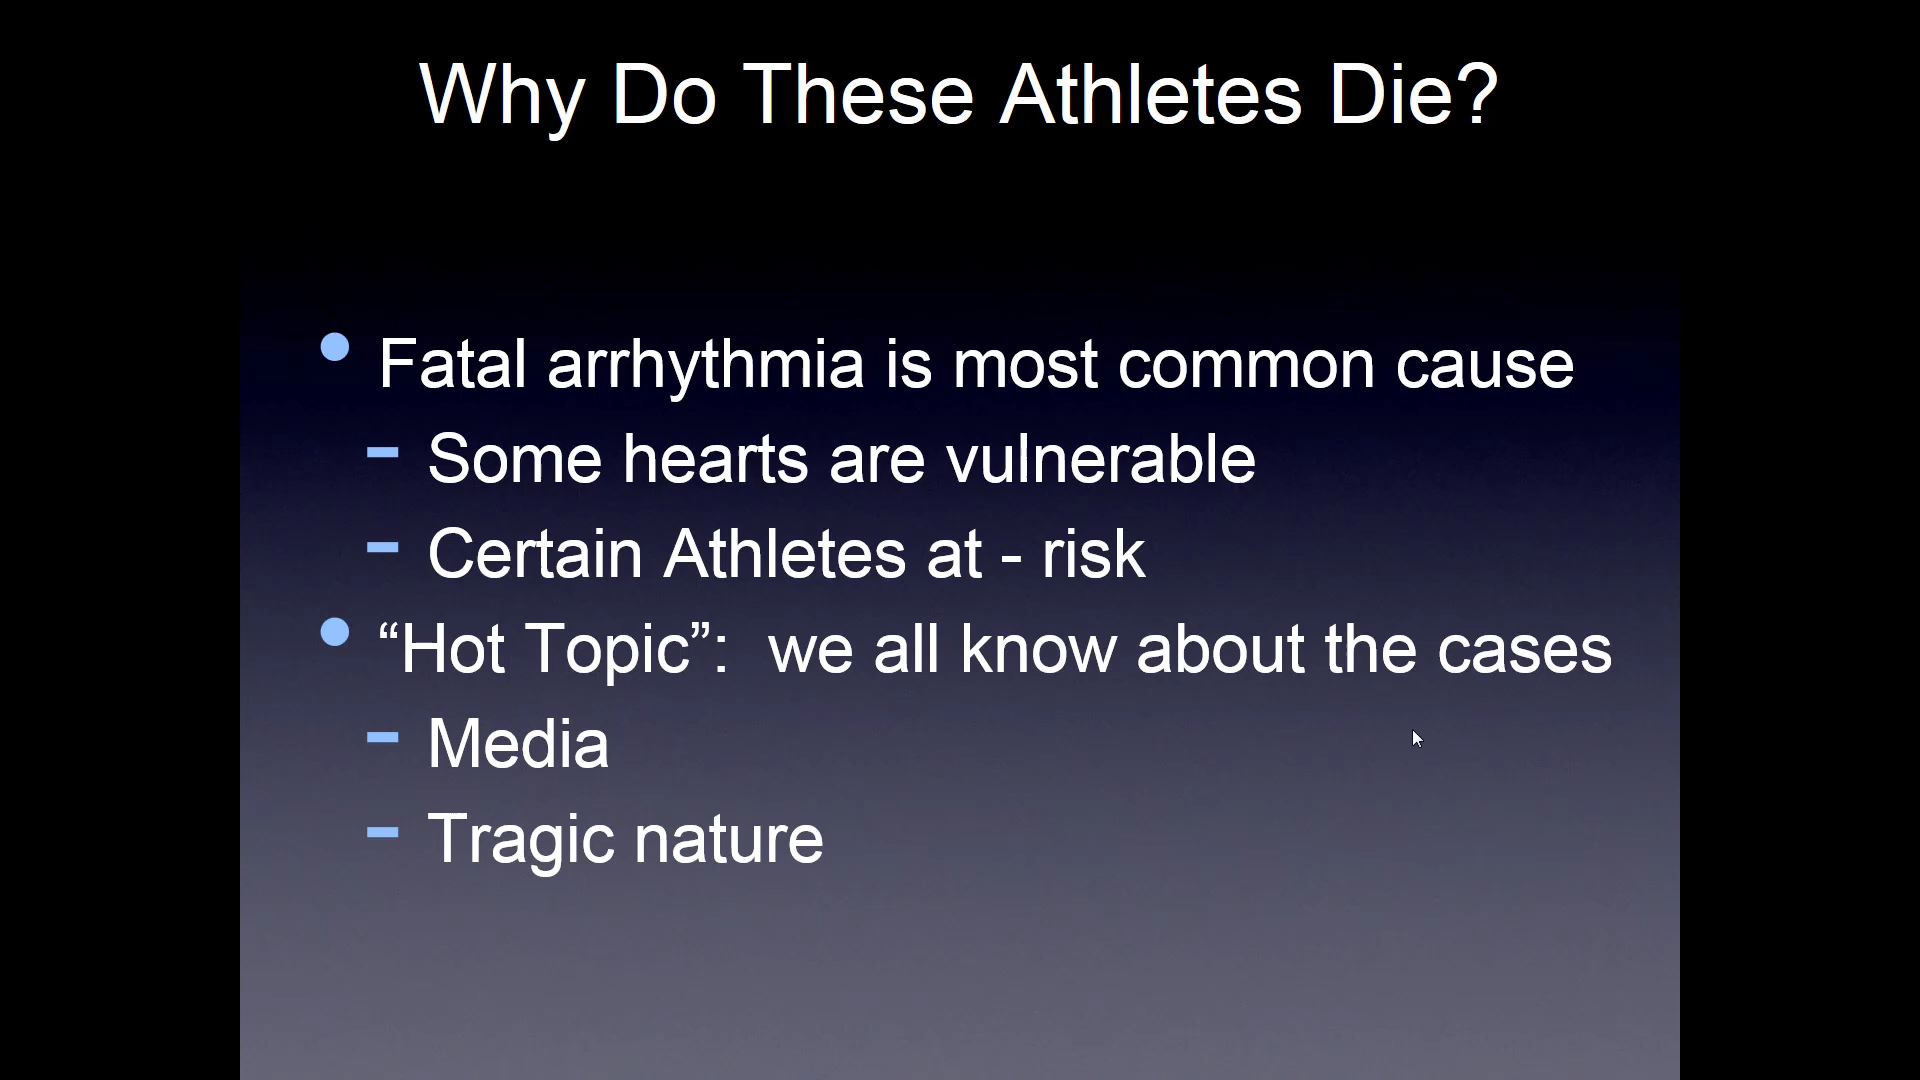 Why Do These Athletes Die?
• Fatal arrhythmia is most common cause
- Some hearts are vulnerable
- Certain Athletes at - risk
• “Hot Topic”:  we all know about the cases
- Media
- Tragic nature